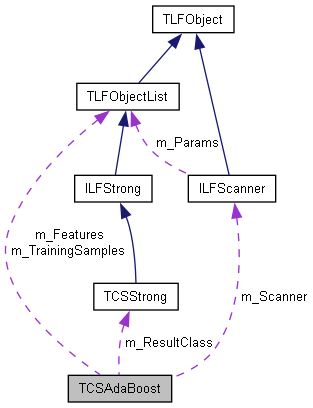 TLFObject
TLFObjectList
m_Params
ILFStrong
ILFScanner
m_Features
m_TrainingSamples
TCSStrong
m_Scanner
m_ResultClass
TCSAdaBoost